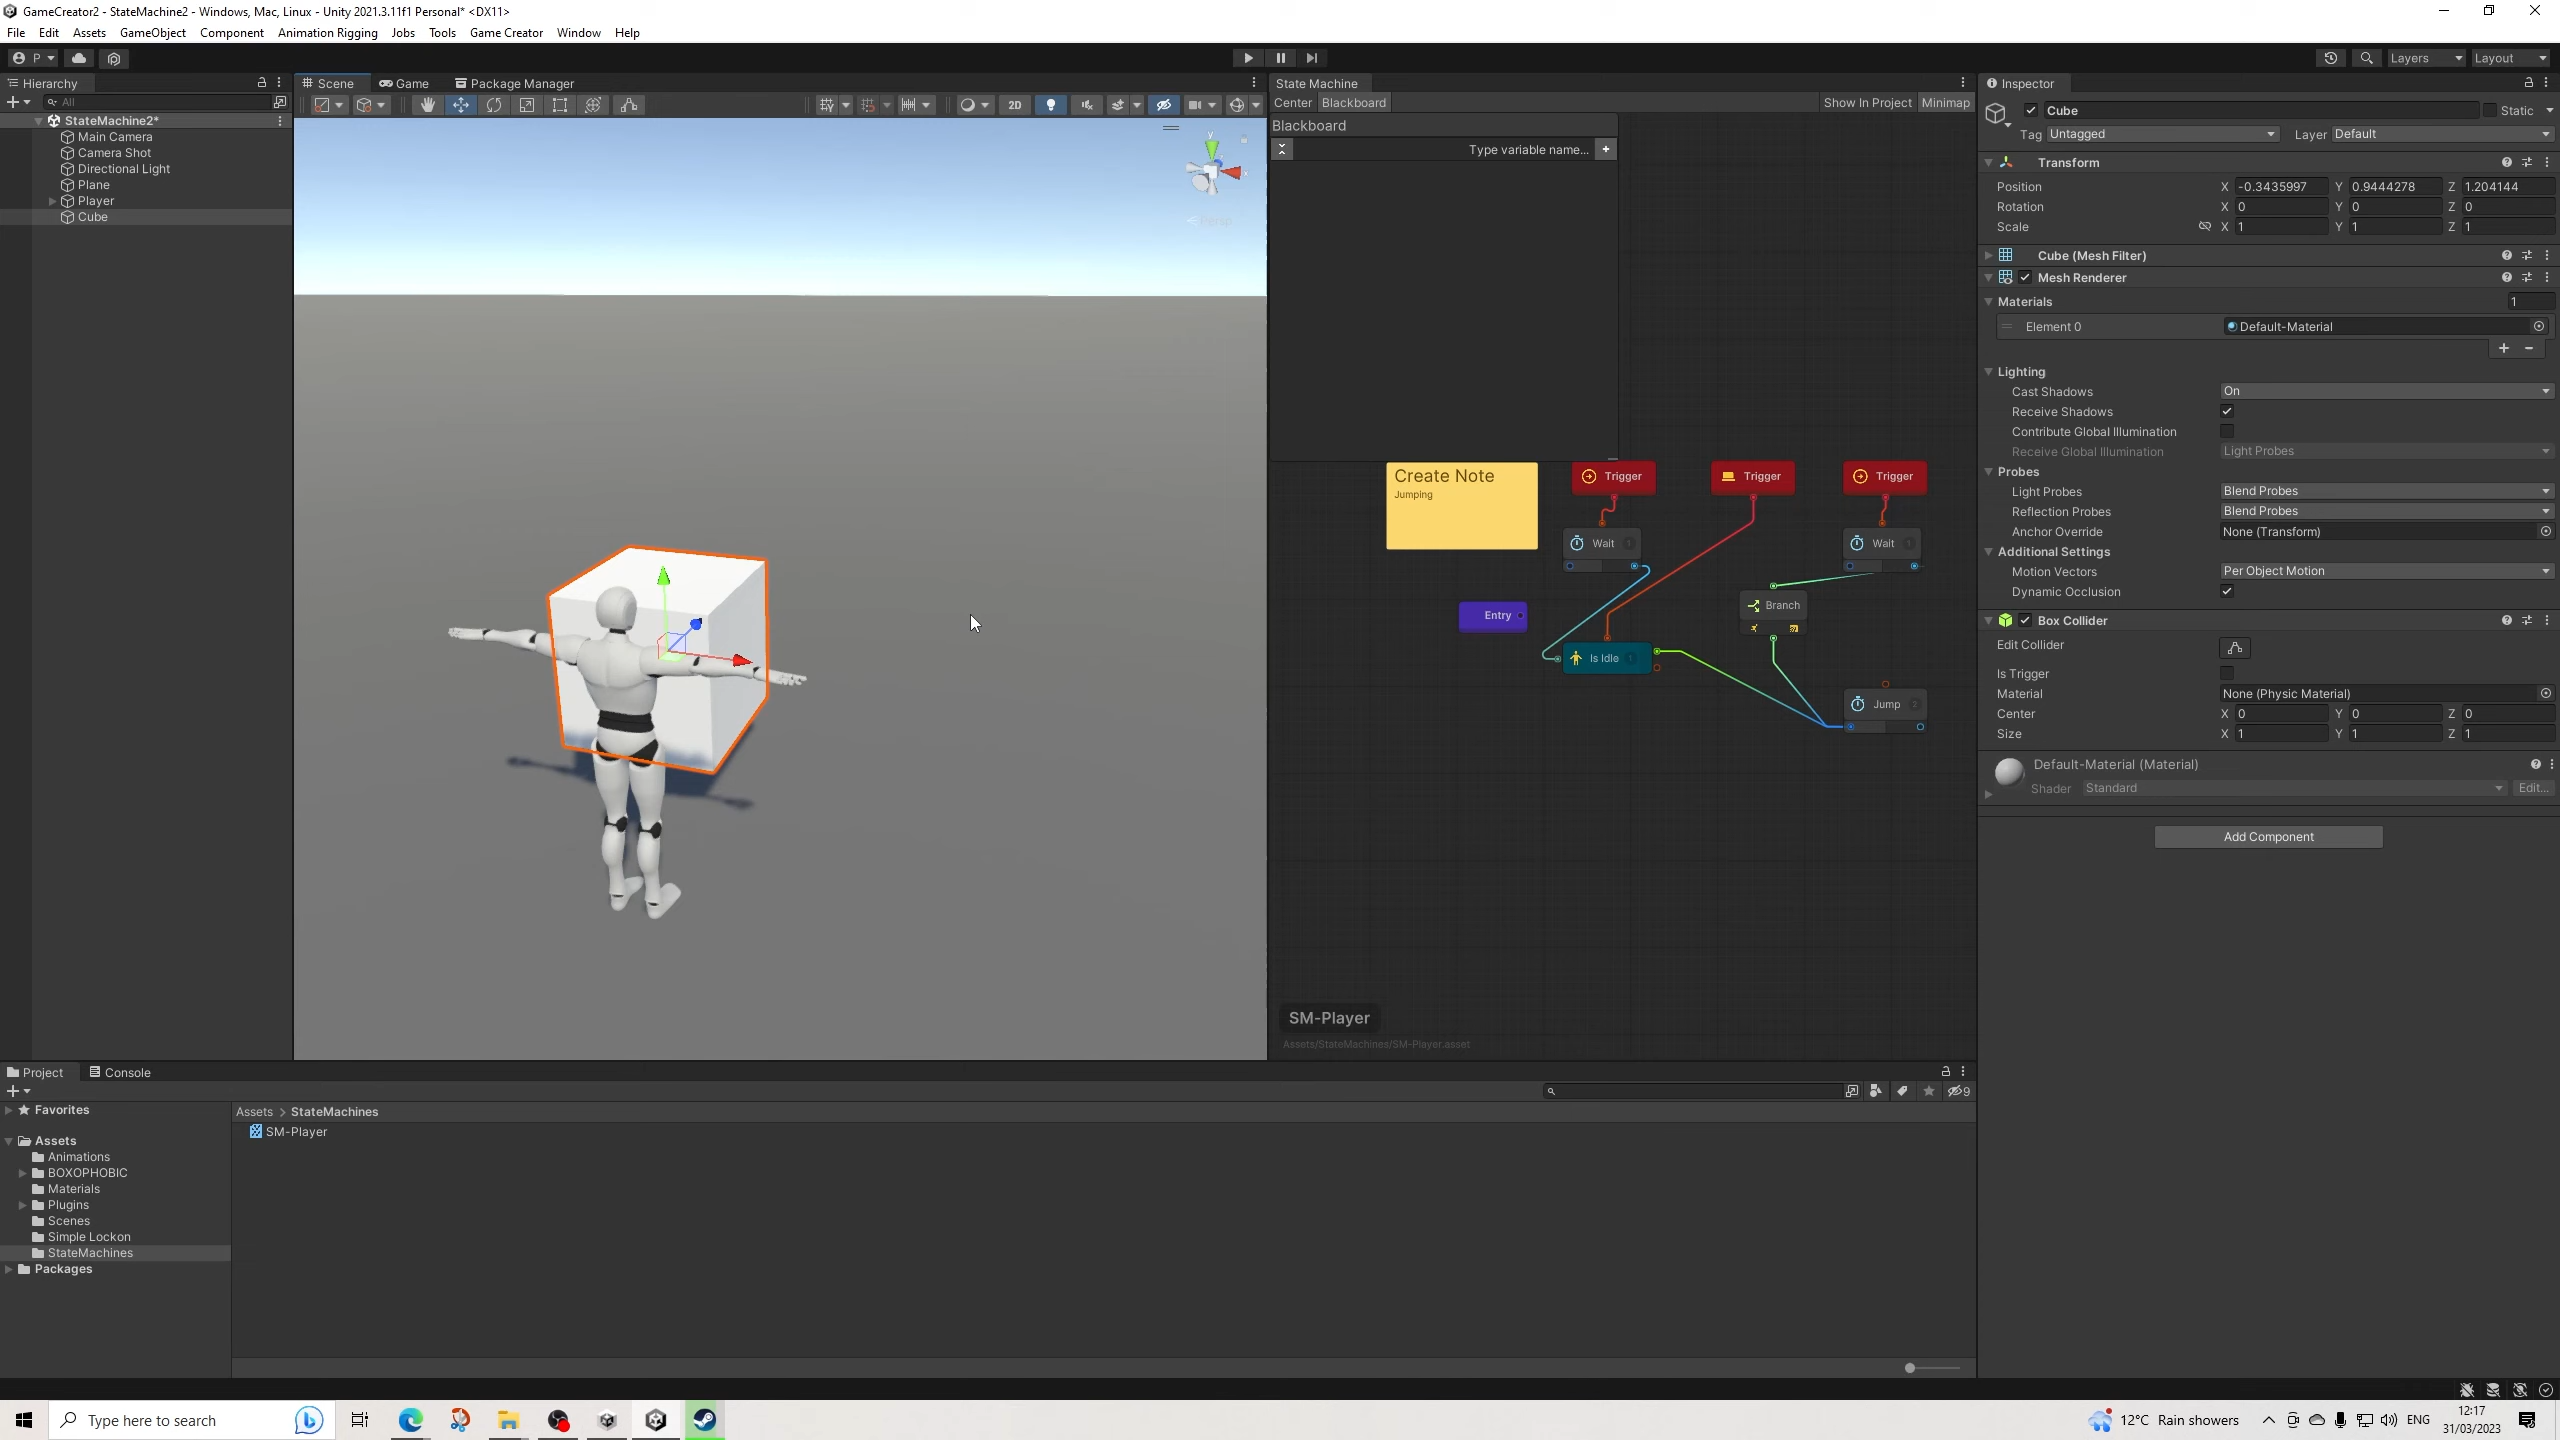 GameCreator2 - StateMachine2 - Windows, Mac, Linux - Unity 2021.3.11f1 Personal* <DX11>
File Edit Assets GameObject Component Animation Rigging Jobs Tools Game Creator Window Help
P Layers Layout
Hierarchy
All
StateMachine2*
Main Camera
Camera Shot
Directional Light
Plane
Player
Cube
Scene Game Package Manager
2D
y
x
Persp
State Machine
Center Blackboard Show In Project Minimap
Blackboard
Type variable name... +
Create Note
Jumping
Trigger Trigger Trigger
Wait Wait
Entry
Branch
Is Idle
Jump
SM-Player
Assets/StateMachines/SM-Player.asset
Inspector
Cube Static
Tag Untagged Layer Default
Transform
Position X -0.3435997 Y 0.9444278 Z 1.204144
Rotation X 0 Y 0 Z 0
Scale X 1 Y 1 Z 1
Cube (Mesh Filter)
Mesh Renderer
Materials 1
Element 0 Default-Material
Lighting
Cast Shadows On
Receive Shadows
Contribute Global Illumination
Receive Global Illumination Light Probes
Probes
Light Probes Blend Probes
Reflection Probes Blend Probes
Anchor Override None (Transform)
Additional Settings
Motion Vectors Per Object Motion
Dynamic Occlusion
Box Collider
Edit Collider
Is Trigger
Material None (Physic Material)
Center X 0 Y 0 Z 0
Size X 1 Y 1 Z 1
Default-Material (Material)
Shader Standard Edit...
Add Component
Project Console
9
Favorites
Assets
Animations
BOXOPHOBIC
Materials
Plugins
Scenes
Simple Lockon
StateMachines
Packages
Assets > StateMachines
SM-Player
Type here to search
12°C Rain showers
ENG
12:17
31/03/2023